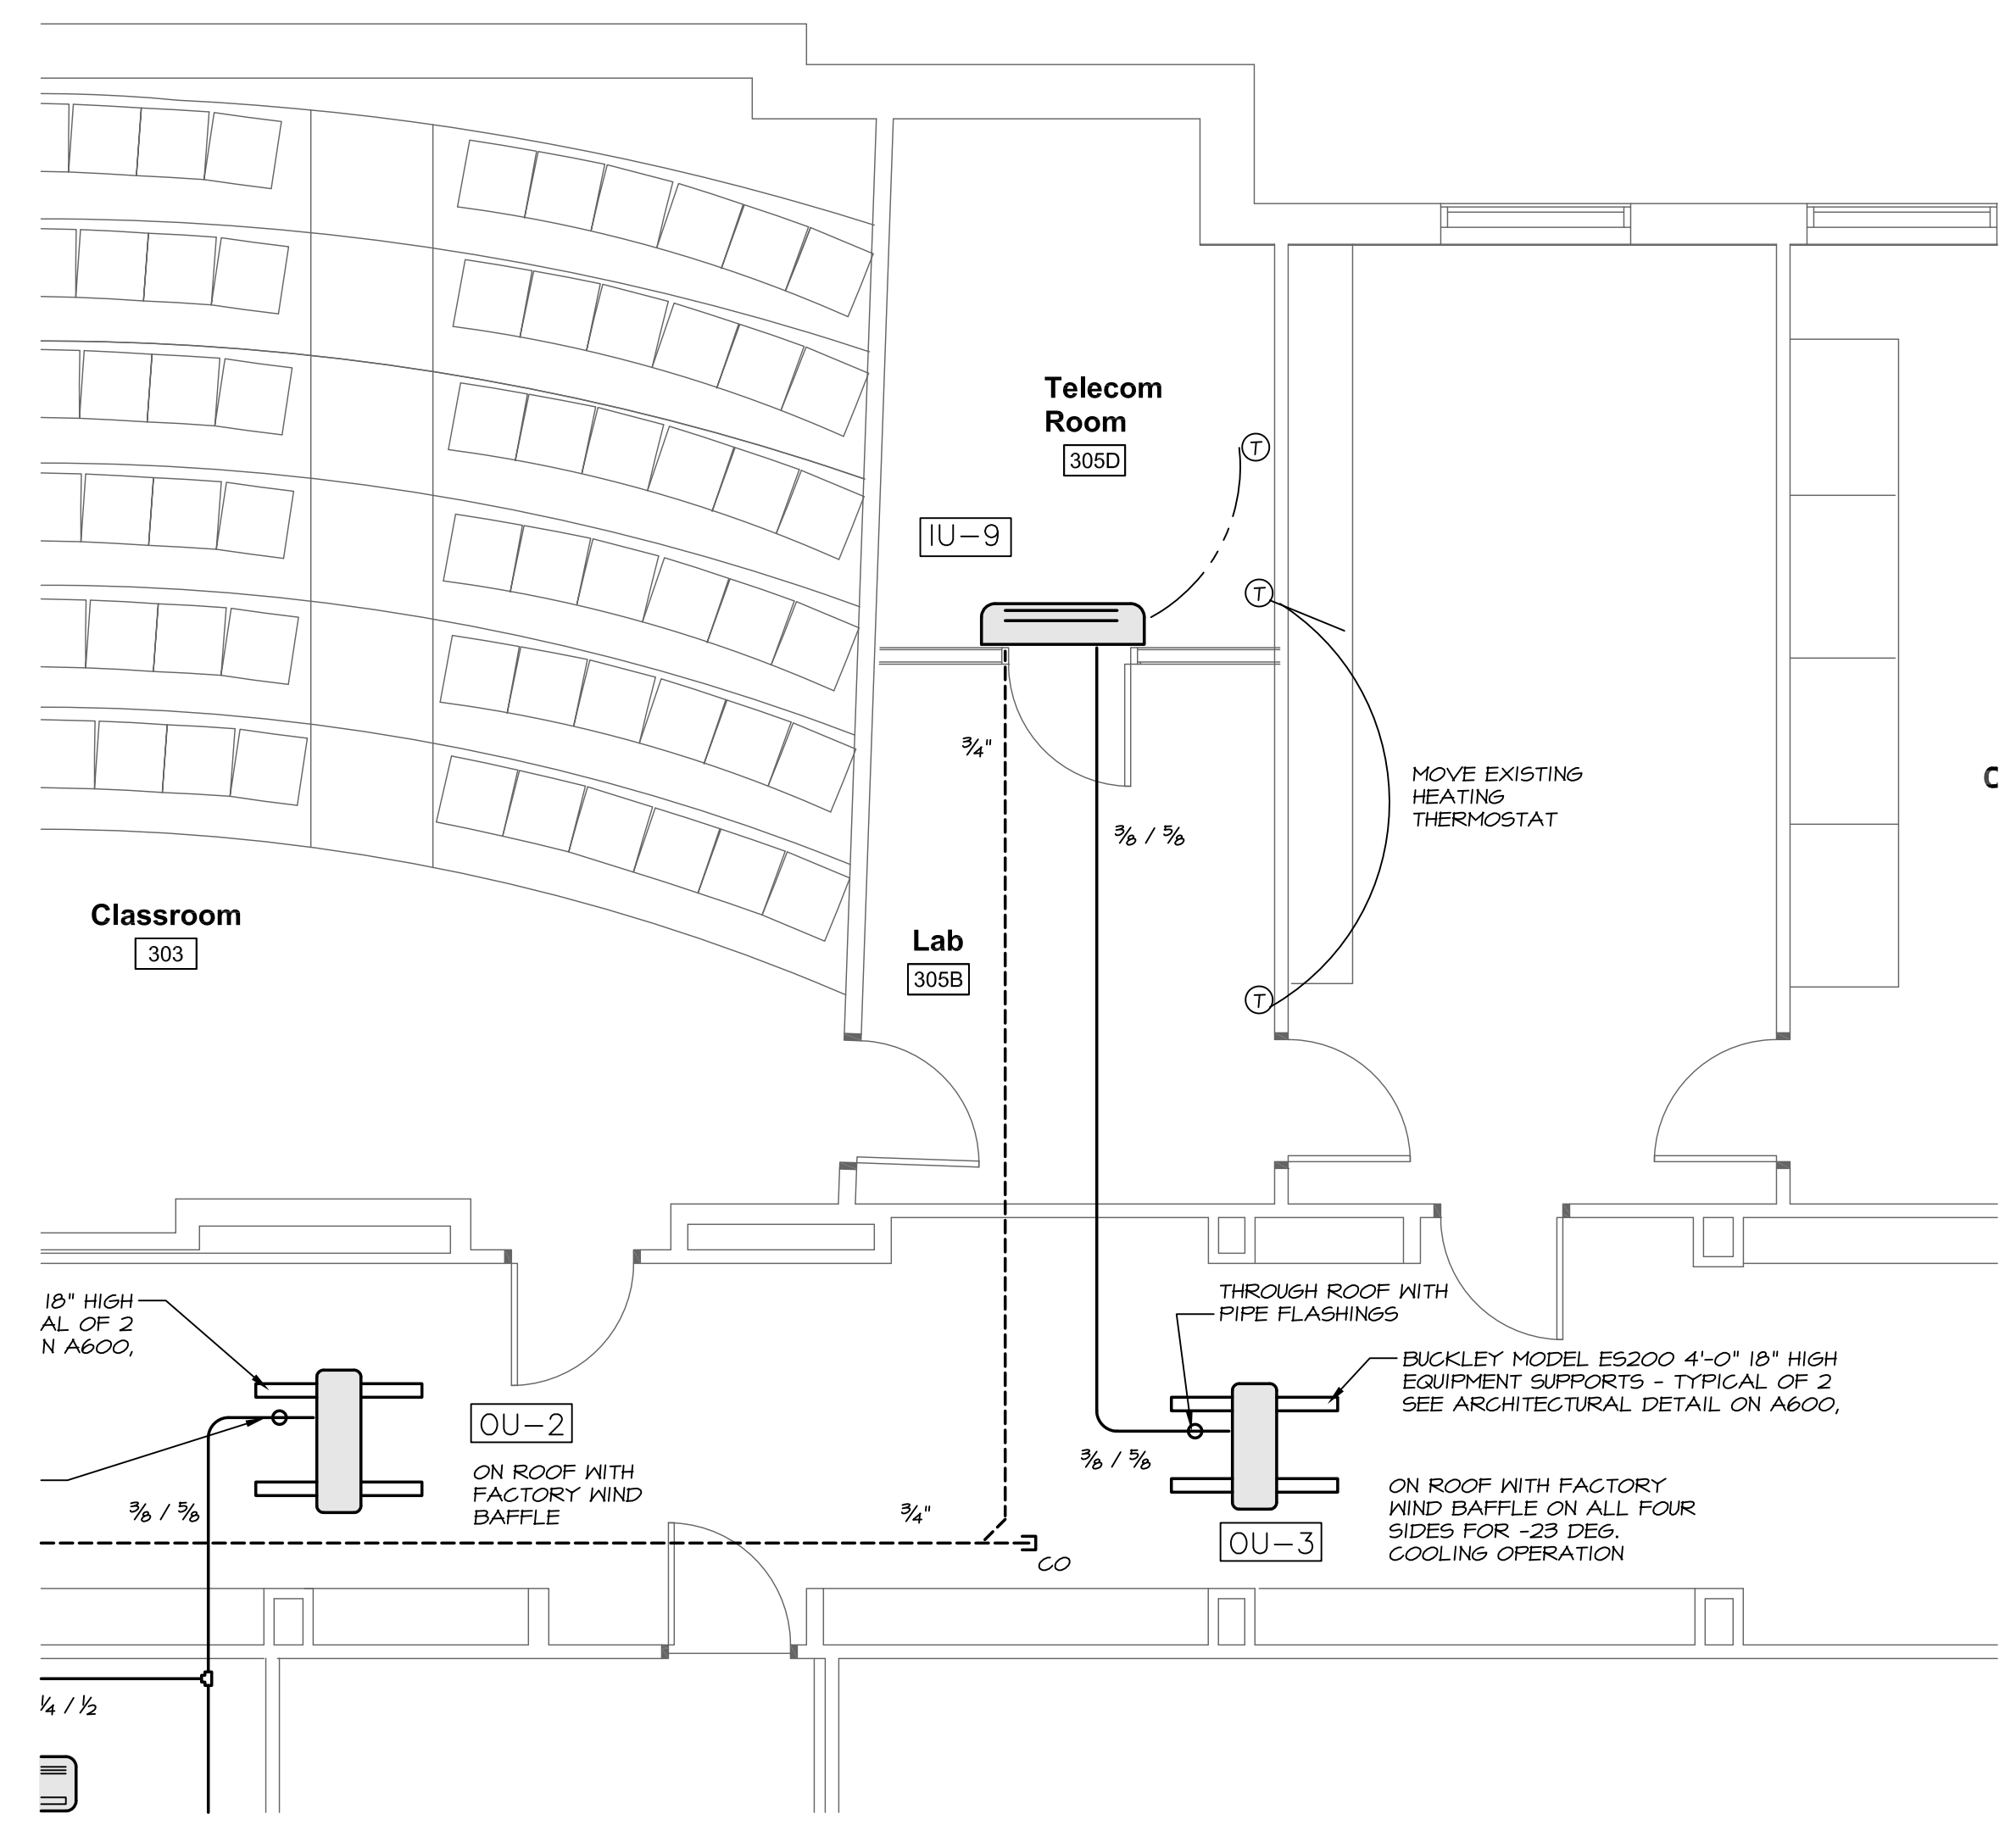 Telecom
Room
305D
T
IU-9
T
3/4"
MOVE EXISTING
HEATING
THERMOSTAT
3/8 / 5/8
Classroom
303
Lab
305B
T
18" HIGH
AL OF 2
N A600,
THROUGH ROOF WITH
PIPE FLASHINGS
BUCKLEY MODEL ES200 4'-0" 18" HIGH
EQUIPMENT SUPPORTS - TYPICAL OF 2
SEE ARCHITECTURAL DETAIL ON A600,
OU-2
ON ROOF WITH
FACTORY WIND
BAFFLE
3/8 / 5/8
3/8 / 5/8
3/4"
ON ROOF WITH FACTORY
WIND BAFFLE ON ALL FOUR
SIDES FOR -23 DEG.
COOLING OPERATION
OU-3
CO
1/4 / 1/2